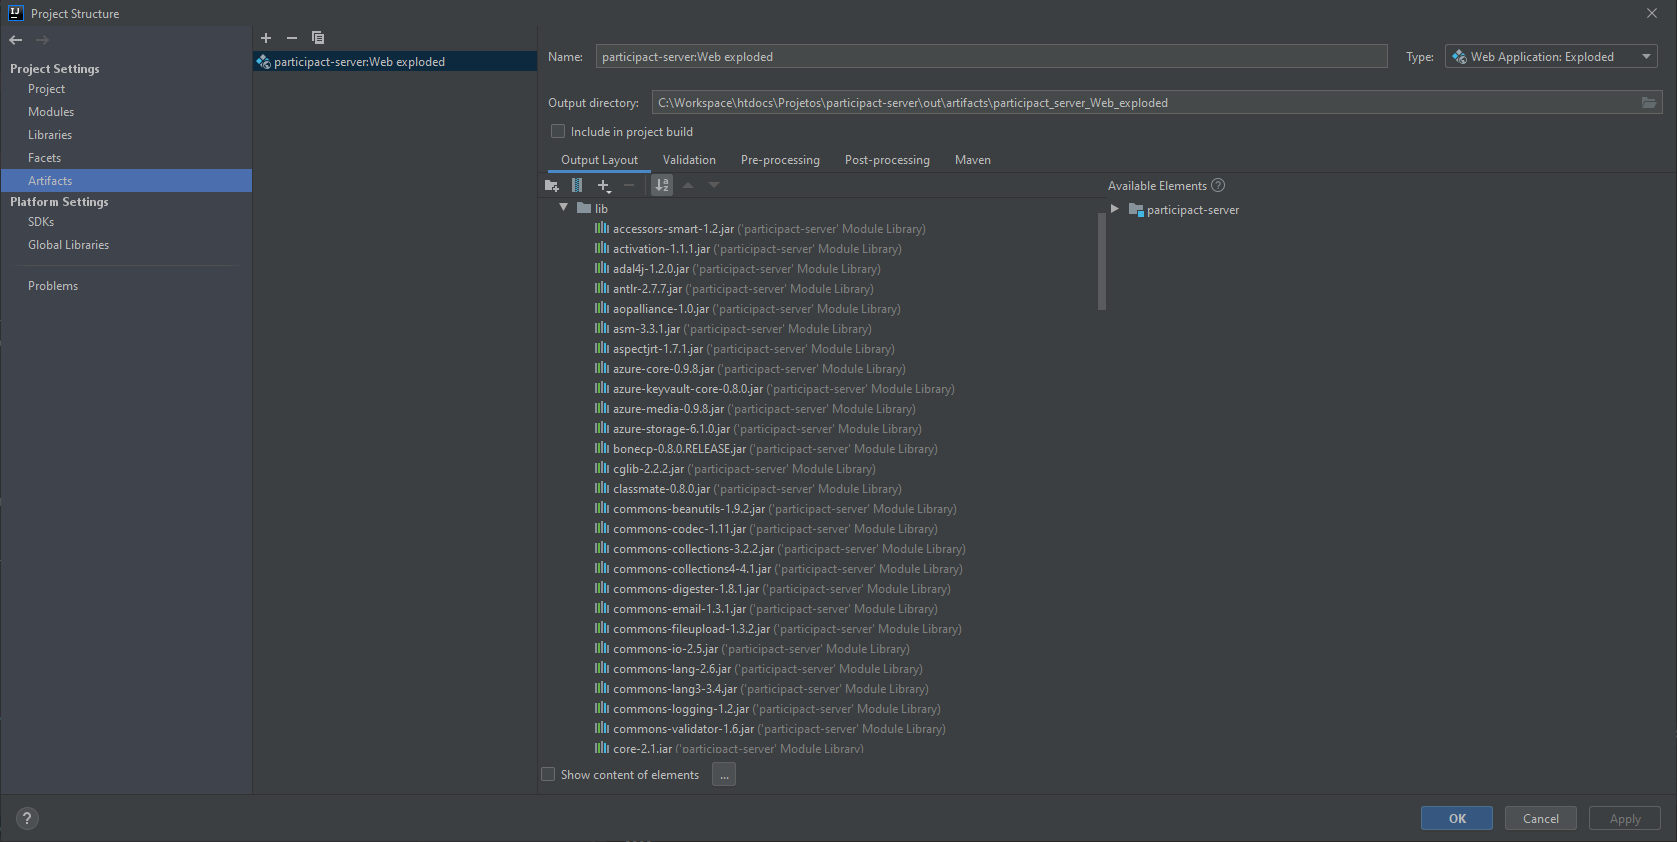 Project Structure
Project Settings
Project
Modules
Libraries
Facets
Artifacts
Platform Settings
SDKs
Global Libraries
Problems
participact-server:Web exploded
Name: participact-server:Web exploded Type: Web Application: Exploded
Output directory: C:\Workspace\htdocs\Projetos\participact-server\out\artifacts\participact_server_Web_exploded
Include in project build
Output Layout Validation Pre-processing Post-processing Maven
Available Elements ?
participact-server
lib
accessors-smart-1.2.jar ('participact-server' Module Library)
activation-1.1.1.jar ('participact-server' Module Library)
adal4j-1.2.0.jar ('participact-server' Module Library)
antlr-2.7.7.jar ('participact-server' Module Library)
aopalliance-1.0.jar ('participact-server' Module Library)
asm-3.3.1.jar ('participact-server' Module Library)
aspectjrt-1.7.1.jar ('participact-server' Module Library)
azure-core-0.9.8.jar ('participact-server' Module Library)
azure-keyvault-core-0.8.0.jar ('participact-server' Module Library)
azure-media-0.9.8.jar ('participact-server' Module Library)
azure-storage-6.1.0.jar ('participact-server' Module Library)
bonecp-0.8.0.RELEASE.jar ('participact-server' Module Library)
cglib-2.2.2.jar ('participact-server' Module Library)
classmate-0.8.0.jar ('participact-server' Module Library)
commons-beanutils-1.9.2.jar ('participact-server' Module Library)
commons-codec-1.11.jar ('participact-server' Module Library)
commons-collections-3.2.2.jar ('participact-server' Module Library)
commons-collections4-4.1.jar ('participact-server' Module Library)
commons-digester-1.8.1.jar ('participact-server' Module Library)
commons-email-1.3.1.jar ('participact-server' Module Library)
commons-fileupload-1.3.2.jar ('participact-server' Module Library)
commons-io-2.5.jar ('participact-server' Module Library)
commons-lang-2.6.jar ('participact-server' Module Library)
commons-lang3-3.4.jar ('participact-server' Module Library)
commons-logging-1.2.jar ('participact-server' Module Library)
commons-validator-1.6.jar ('participact-server' Module Library)
core-2.1.jar ('participact-server' Module Library)
Show content of elements ...
? OK Cancel Apply